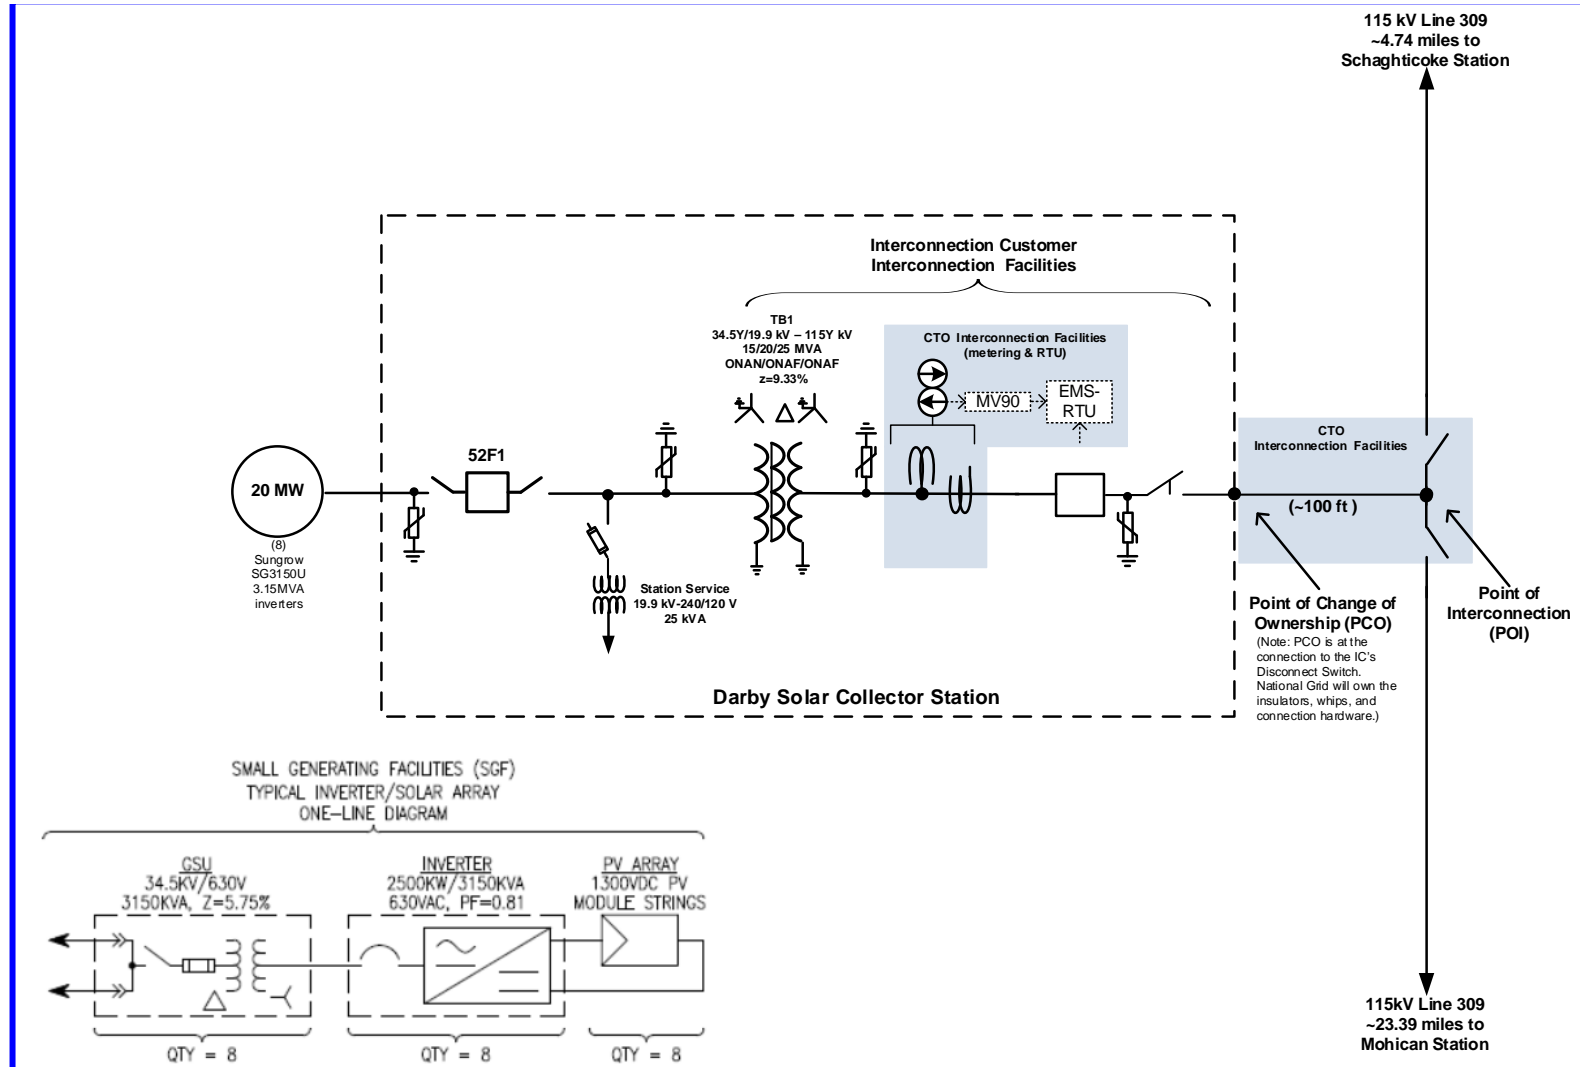 115 kV Line 309
~4.74 miles to
Schaghticoke Station
Interconnection Customer
Interconnection Facilities
TB1
34.5Y/19.9 kV – 115Y kV
15/20/25 MVA
ONAN/ONAF/ONAF
z=9.33%
CTO Interconnection Facilities
(metering & RTU)
MV90
EMS-
RTU
CTO
Interconnection Facilities
52F1
20 MW
(8)
Sungrow
SG3150U
3.15MVA
inverters
Station Service
19.9 kV-240/120 V
25 kVA
(~100 ft )
Point of Change of
Ownership (PCO)
(Note: PCO is at the
connection to the IC's
Disconnect Switch.
National Grid will own the
insulators, whips, and
connection hardware.)
Point of
Interconnection
(POI)
Darby Solar Collector Station
SMALL GENERATING FACILITIES (SGF)
TYPICAL INVERTER/SOLAR ARRAY
ONE–LINE DIAGRAM
GSU
34.5KV/630V
3150KVA, Z=5.75%
INVERTER
2500KW/3150KVA
630VAC, PF=0.81
PV ARRAY
1300VDC PV
MODULE STRINGS
QTY = 8
QTY = 8
QTY = 8
115kV Line 309
~23.39 miles to
Mohican Station